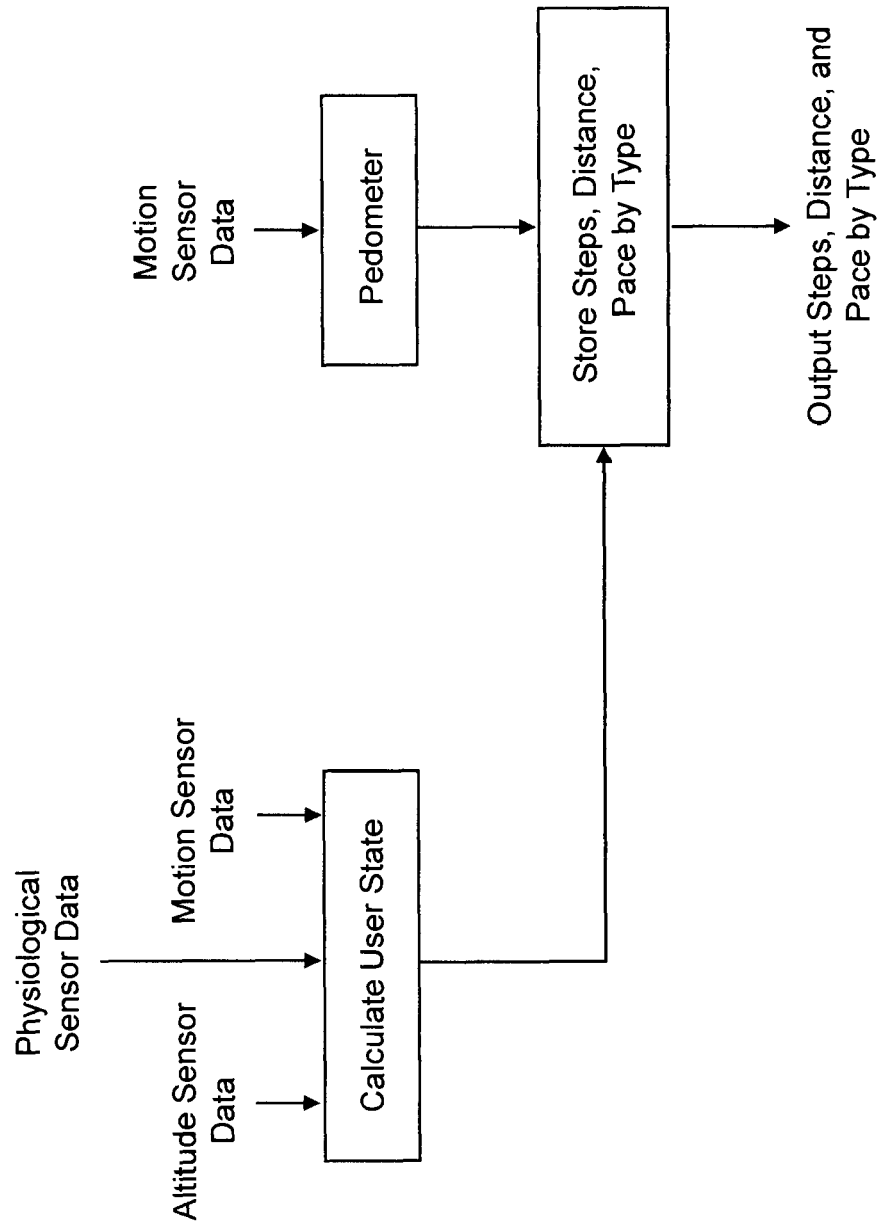 Physiological
Sensor Data
Altitude Sensor
Data
Motion Sensor
Data
Calculate User State
Motion
Sensor
Data
Pedometer
Store Steps, Distance,
Pace by Type
Output Steps, Distance, and
Pace by Type